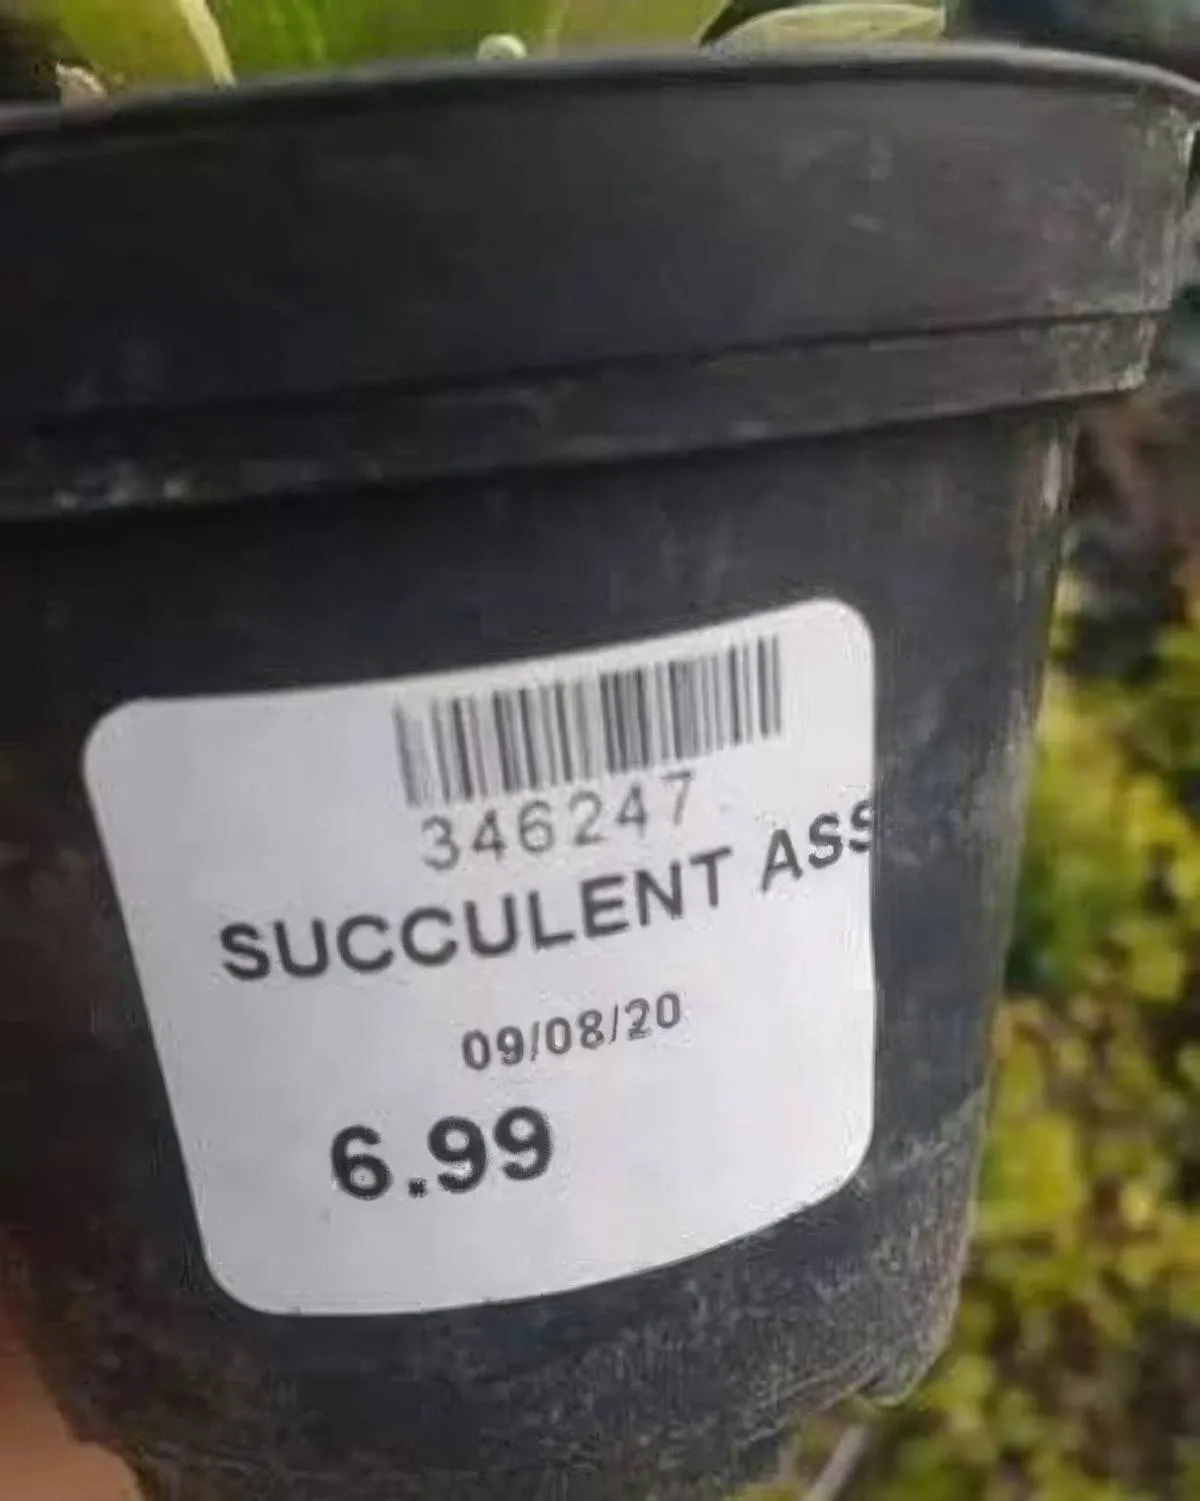 346247
SUCCULENT ASS
09/08/20
6.99